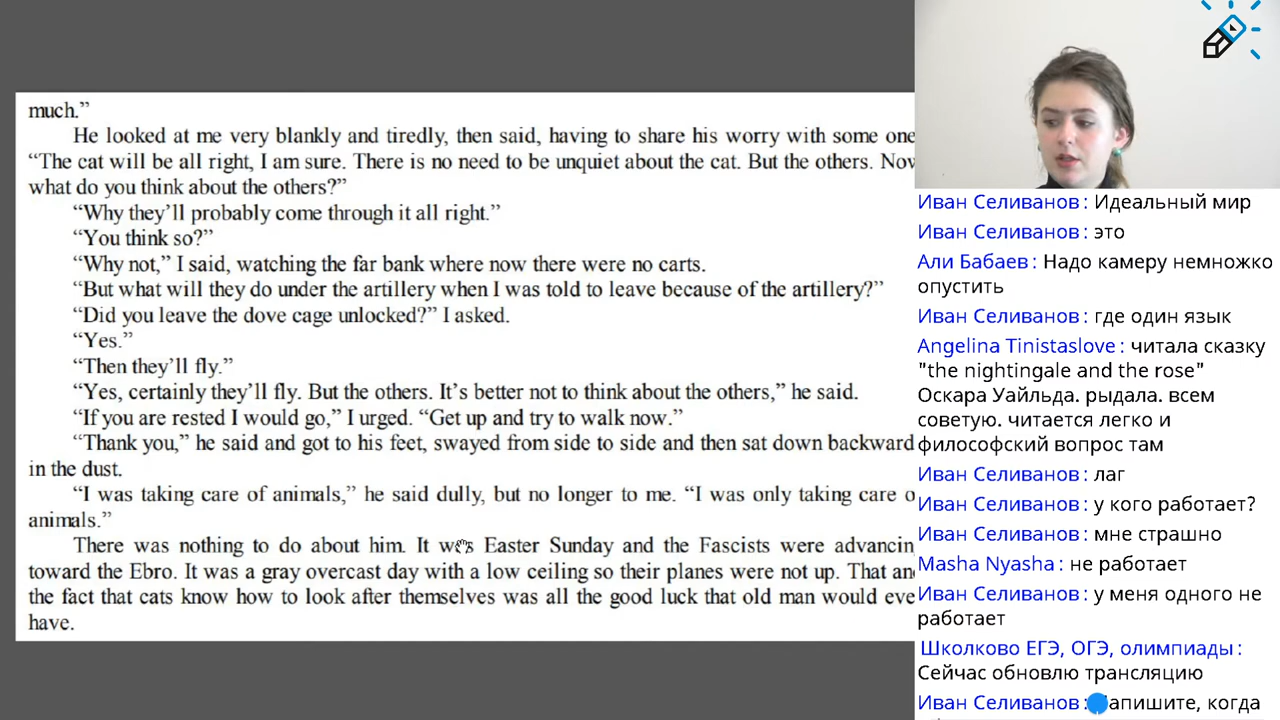 much.”
He looked at me very blankly and tiredly, then said, having to share his worry with some one
“The cat will be all right, I am sure. There is no need to be unquiet about the cat. But the others. Now
what do you think about the others?”
“Why they’ll probably come through it all right.”
“You think so?”
“Why not,” I said, watching the far bank where now there were no carts.
“But what will they do under the artillery when I was told to leave because of the artillery?”
“Did you leave the dove cage unlocked?” I asked.
“Yes.”
“Then they’ll fly.”
“Yes, certainly they’ll fly. But the others. It’s better not to think about the others,” he said.
“If you are rested I would go,” I urged. “Get up and try to walk now.”
“Thank you,” he said and got to his feet, swayed from side to side and then sat down backward
in the dust.
“I was taking care of animals,” he said dully, but no longer to me. “I was only taking care o
animals.”
There was nothing to do about him. It was Easter Sunday and the Fascists were advancin
toward the Ebro. It was a gray overcast day with a low ceiling so their planes were not up. That an
the fact that cats know how to look after themselves was all the good luck that old man would eve
have.
Иван Селиванов: Идеальный мир
Иван Селиванов: это
Али Бабаев: Надо камеру немножко
опустить
Иван Селиванов: где один язык
Angelina Tinistaslove: читала сказку
"the nightingale and the rose"
Оскара Уайльда. рыдала. всем
советую. читается легко и
философский вопрос там
Иван Селиванов: лаг
Иван Селиванов: у кого работает?
Иван Селиванов: мне страшно
Masha Nyasha: не работает
Иван Селиванов: у меня одного не
работает
Школково ЕГЭ, ОГЭ, олимпиады:
Сейчас обновлю трансляцию
Иван Селиванов: Напишите, когда